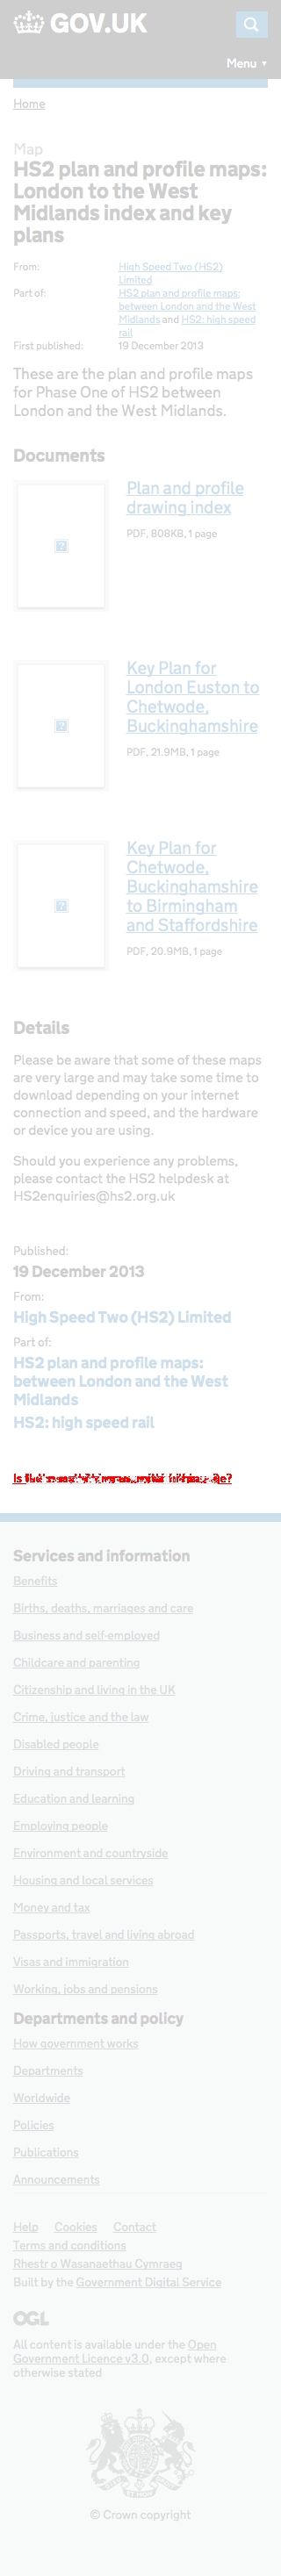 GOV.UK
Menu ▼
Home
Map
HS2 plan and profile maps:
London to the West
Midlands index and key
plans
From: High Speed Two (HS2)
Limited
Part of: HS2 plan and profile maps:
between London and the West
Midlands and HS2: high speed
rail
First published: 19 December 2013
These are the plan and profile maps
for Phase One of HS2 between
London and the West Midlands.
Documents
Plan and profile
drawing index
PDF, 808KB, 1 page
Key Plan for
London Euston to
Chetwode,
Buckinghamshire
PDF, 21.9MB, 1 page
Key Plan for
Chetwode,
Buckinghamshire
to Birmingham
and Staffordshire
PDF, 20.9MB, 1 page
Details
Please be aware that some of these maps
are very large and may take some time to
download depending on your internet
connection and speed, and the hardware
or device you are using.
Should you experience any problems,
please contact the HS2 helpdesk at
HS2enquiries@hs2.org.uk
Published:
19 December 2013
From:
High Speed Two (HS2) Limited
Part of:
HS2 plan and profile maps:
between London and the West
Midlands
HS2: high speed rail
Services and information
Benefits
Births, deaths, marriages and care
Business and self-employed
Childcare and parenting
Citizenship and living in the UK
Crime, justice and the law
Disabled people
Driving and transport
Education and learning
Employing people
Environment and countryside
Housing and local services
Money and tax
Passports, travel and living abroad
Visas and immigration
Working, jobs and pensions
Departments and policy
How government works
Departments
Worldwide
Policies
Publications
Announcements
Help Cookies Contact
Terms and conditions
Rhestr o Wasanaethau Cymraeg
Built by the Government Digital Service
OGL
All content is available under the Open
Government Licence v3.0, except where
otherwise stated
© Crown copyright